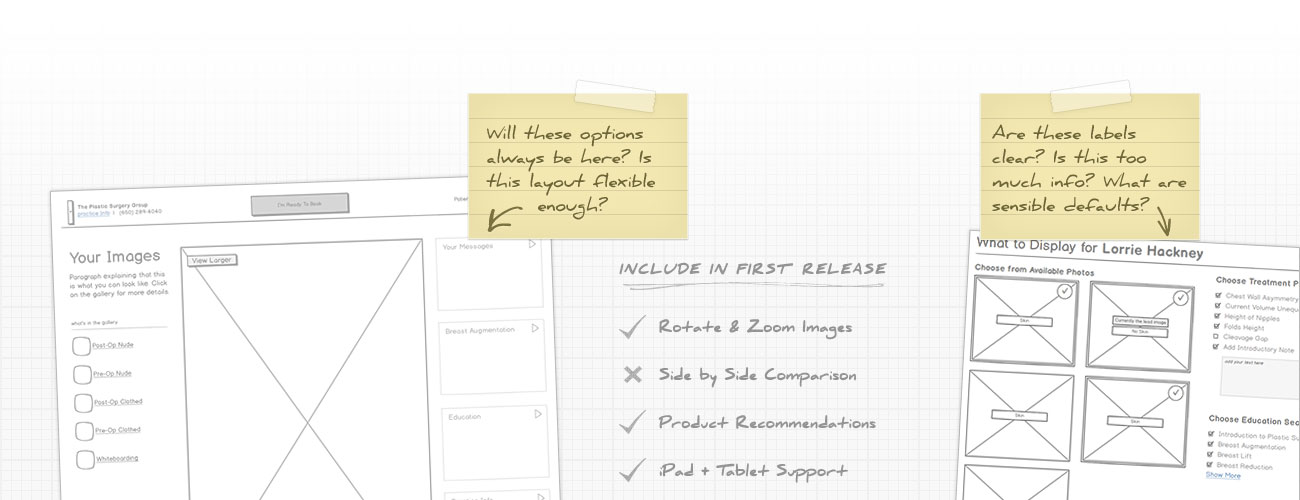 Will these options
always be here? Is
this layout flexible
enough?
Are these labels
clear? Is this too
much info? What are
sensible defaults?
The Plastic Surgery Group
practice info | (650) 289-4040
I'm Ready To Book
Your Images
Paragraph explaining that this
is what you can look like. Click
on the gallery for more details.
what's in the gallery
Post-Op Nude
Pre-Op Nude
Post-Op Clothed
Pre-Op Clothed
Whiteboarding
View Larger
Your Messages
Breast Augmentation
Education
INCLUDE IN FIRST RELEASE
Rotate & Zoom Images
Side by Side Comparison
Product Recommendations
iPad + Tablet Support
What to Display for Lorrie Hackney
Choose from Available Photos
Skin
Currently the lead image
No Skin
Skin
Skin
Choose Treatment P
Chest Wall Asymmetry
Current Volume Unequ
Height of Nipples
Folds Height
Cleavage Gap
Add Introductory Note
add your text here
Choose Education Sec
Introduction to Plastic Su
Breast Augmentation
Breast Lift
Breast Reduction
Show More